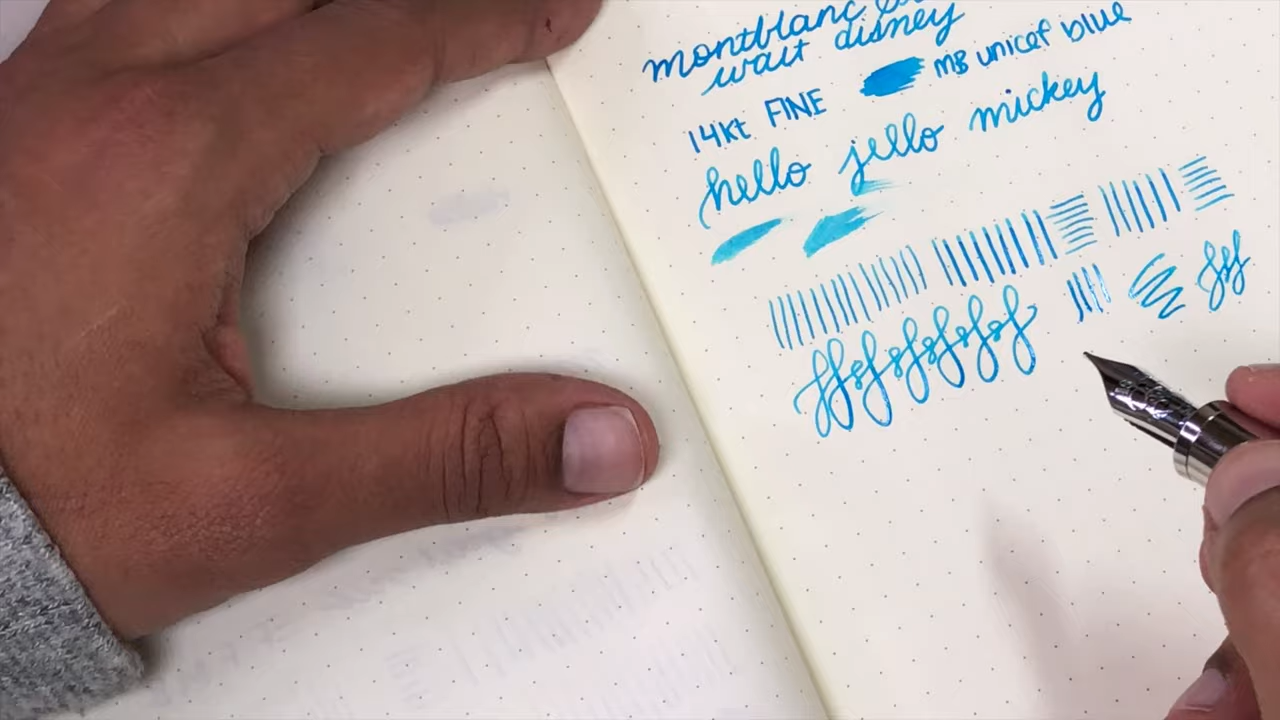 montblanc
walt disney
14kt FINE mb unicef blue
hello jello mickey